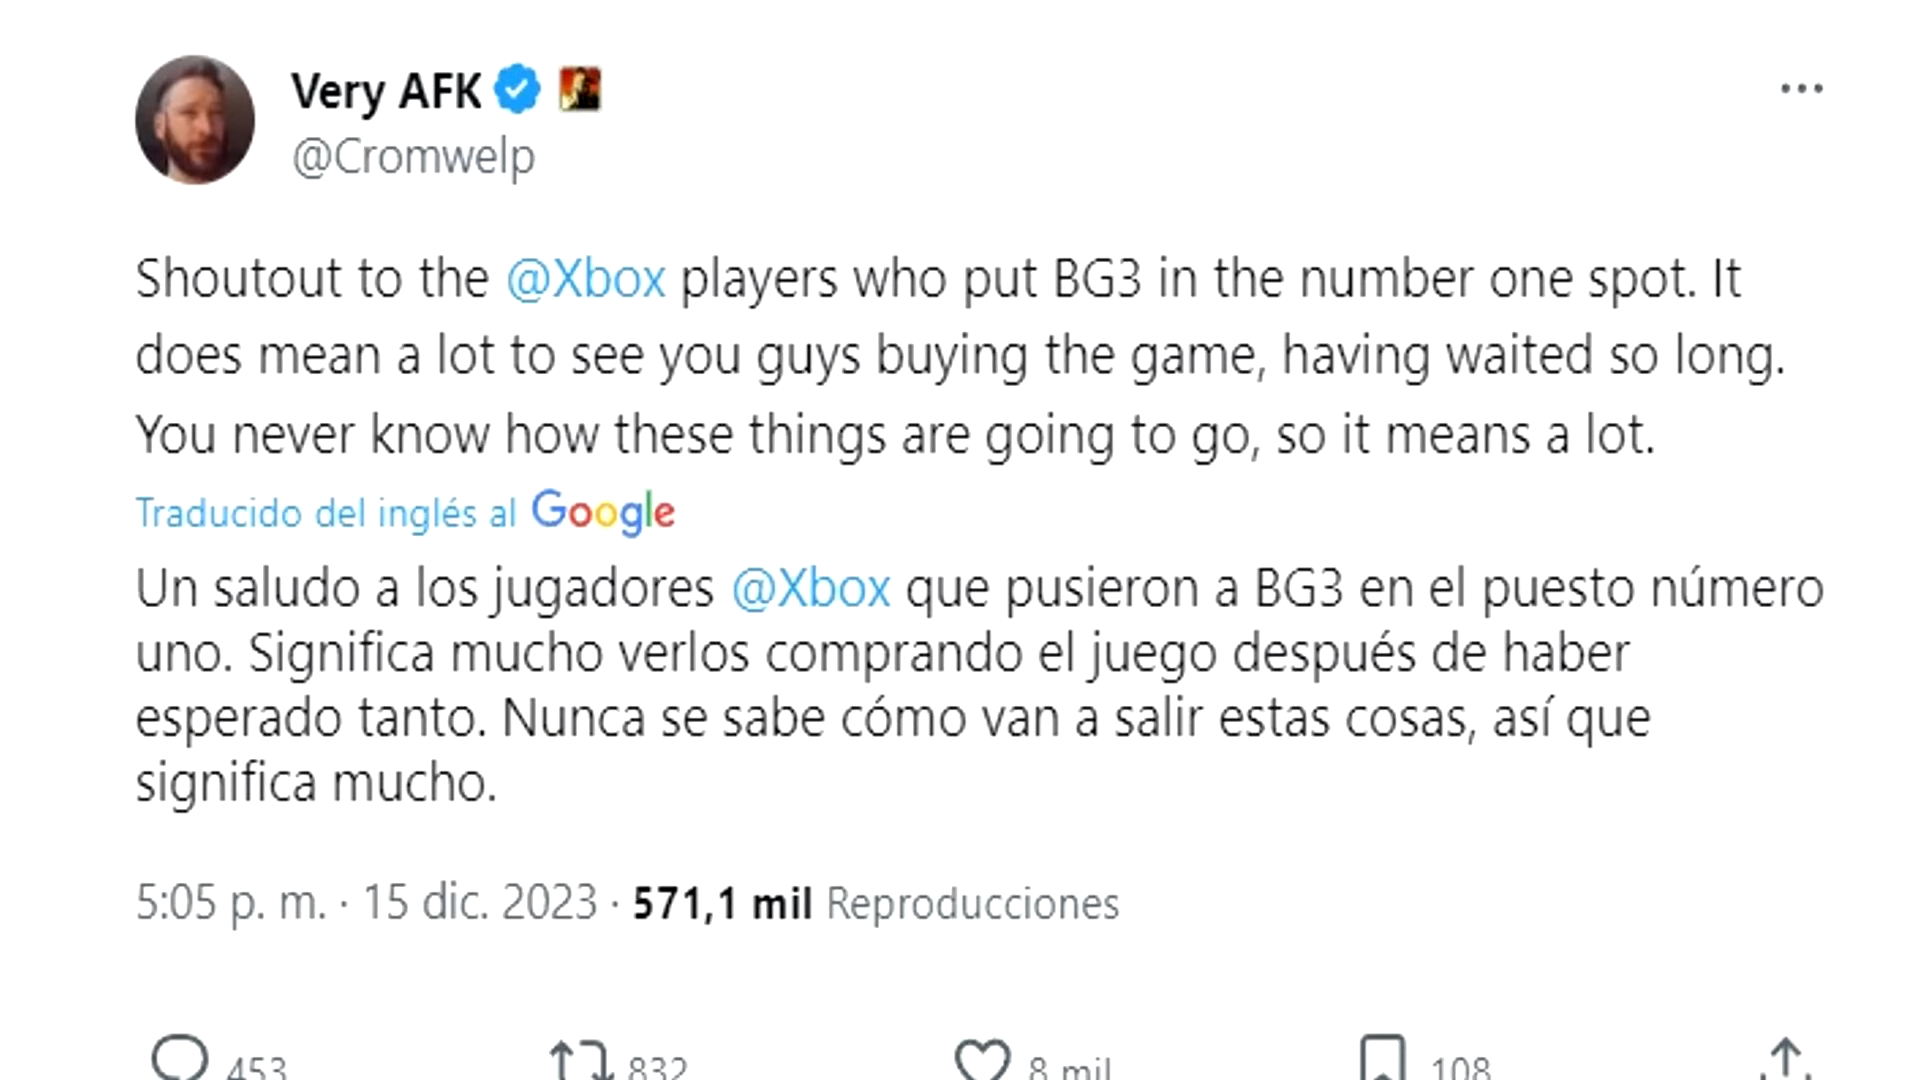 Very AFK
@Cromwelp
Shoutout to the @Xbox players who put BG3 in the number one spot. It
does mean a lot to see you guys buying the game, having waited so long.
You never know how these things are going to go, so it means a lot.
Traducido del inglés al Google
Un saludo a los jugadores @Xbox que pusieron a BG3 en el puesto número
uno. Significa mucho verlos comprando el juego después de haber
esperado tanto. Nunca se sabe cómo van a salir estas cosas, así que
significa mucho.
5:05 p. m. · 15 dic. 2023 · 571,1 mil Reproducciones
453 832 8 mil 108